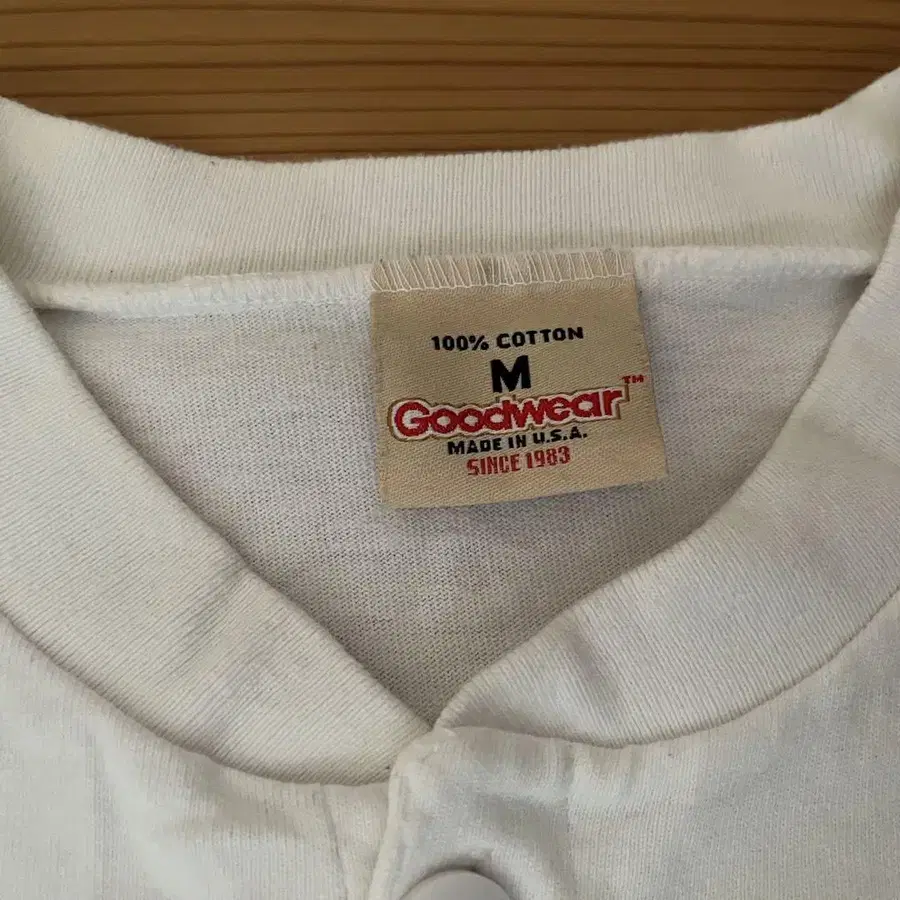 100% COTTON
M
Goodwear™
MADE IN U.S.A.
SINCE 1983